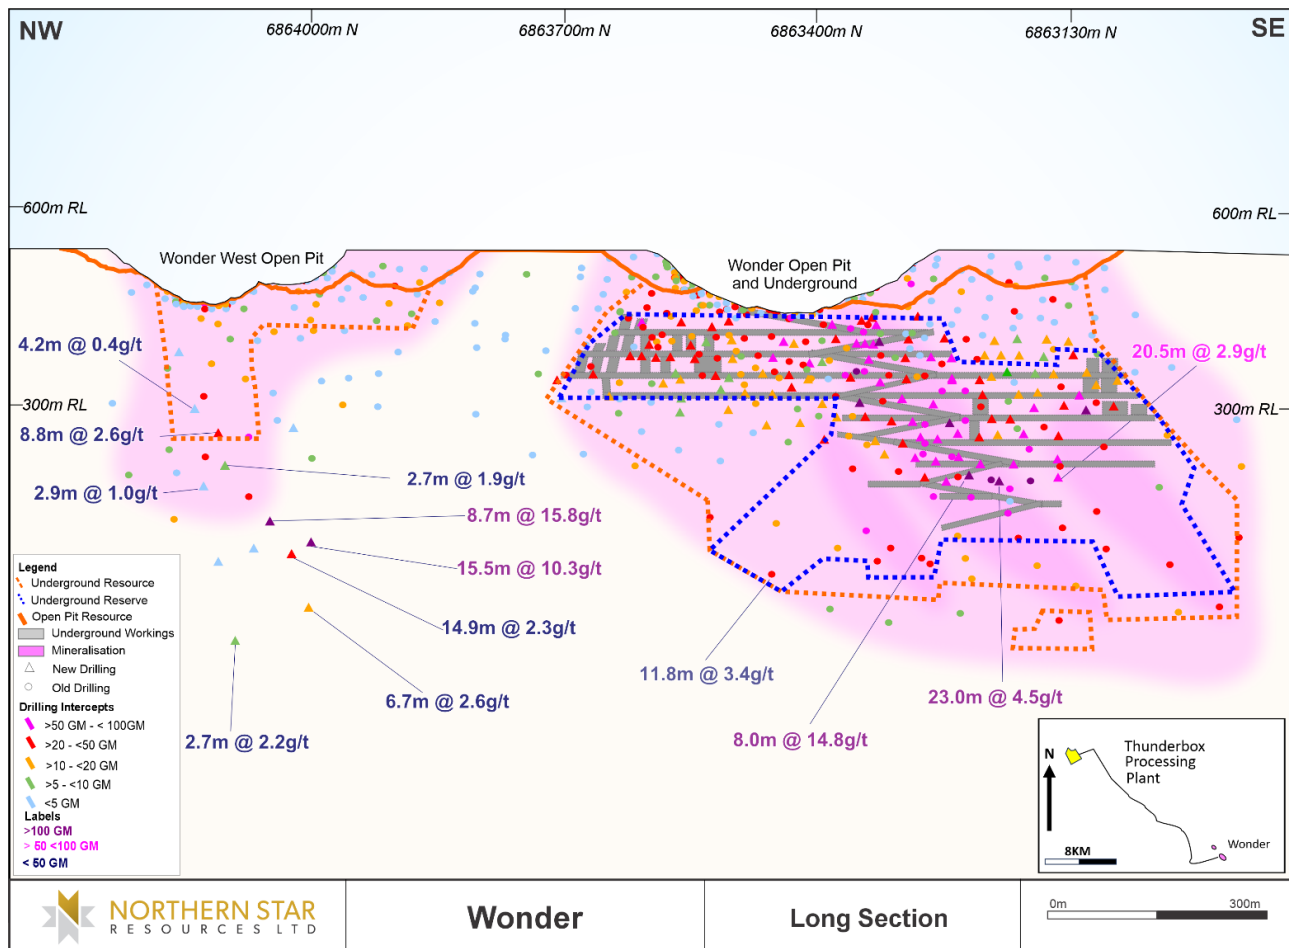 NW
6864000m N
6863700m N
6863400m N
6863130m N
SE
600m RL
600m RL
Wonder West Open Pit
Wonder Open Pit
and Underground
4.2m @ 0.4g/t
20.5m @ 2.9g/t
300m RL
300m RL
8.8m @ 2.6g/t
2.7m @ 1.9g/t
2.9m @ 1.0g/t
8.7m @ 15.8g/t
15.5m @ 10.3g/t
14.9m @ 2.3g/t
11.8m @ 3.4g/t
6.7m @ 2.6g/t
23.0m @ 4.5g/t
2.7m @ 2.2g/t
8.0m @ 14.8g/t
Legend
Underground Resource
Underground Reserve
Open Pit Resource
Underground Workings
Mineralisation
New Drilling
Old Drilling
Drilling Intercepts
>50 GM - < 100GM
>20 - <50 GM
>10 - <20 GM
>5 - <10 GM
<5 GM
Labels
>100 GM
> 50 <100 GM
< 50 GM
N
Thunderbox
Processing
Plant
Wonder
8KM
NORTHERN STAR
RESOURCES LTD
Wonder
Long Section
0m
300m